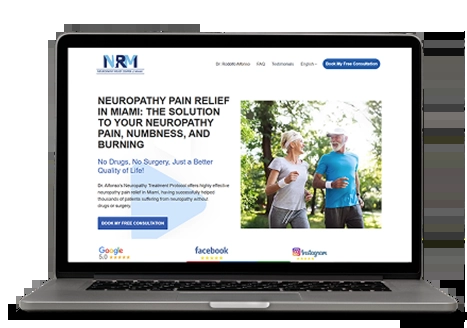 NRM
Dr. Rodolfo Alfonso FAQ Testimonials English Book My Free Consultation
NEUROPATHY PAIN RELIEF
IN MIAMI: THE SOLUTION
TO YOUR NEUROPATHY
PAIN, NUMBNESS, AND
BURNING
No Drugs, No Surgery, Just a Better
Quality of Life!
Dr. Alfonso's Neuropathy Treatment Protocol offers highly effective
neuropathy pain relief in Miami, having successfully helped
thousands of patients suffering from neuropathy without
drugs or surgery.
BOOK MY FREE CONSULTATION
Google
5.0
facebook
Instagram